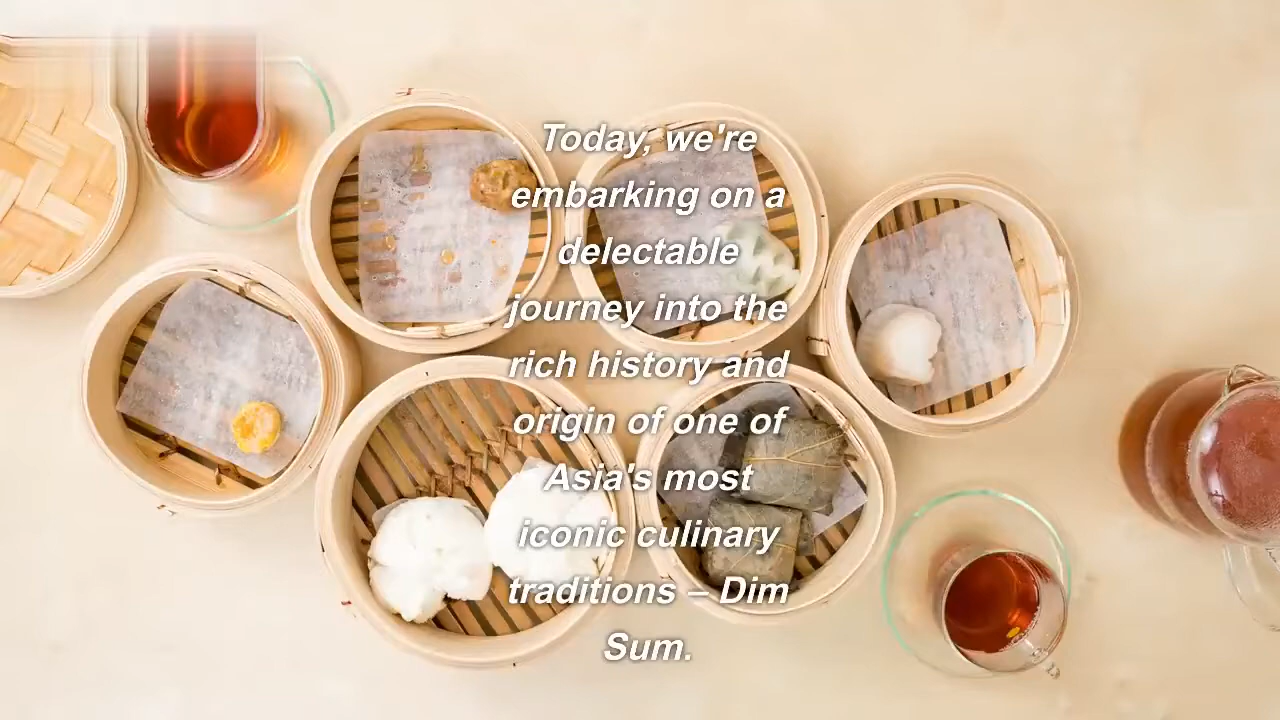 Today, we're
embarking on a
delectable
journey into the
rich history and
origin of one of
Asia's most
iconic culinary
traditions – Dim
Sum.